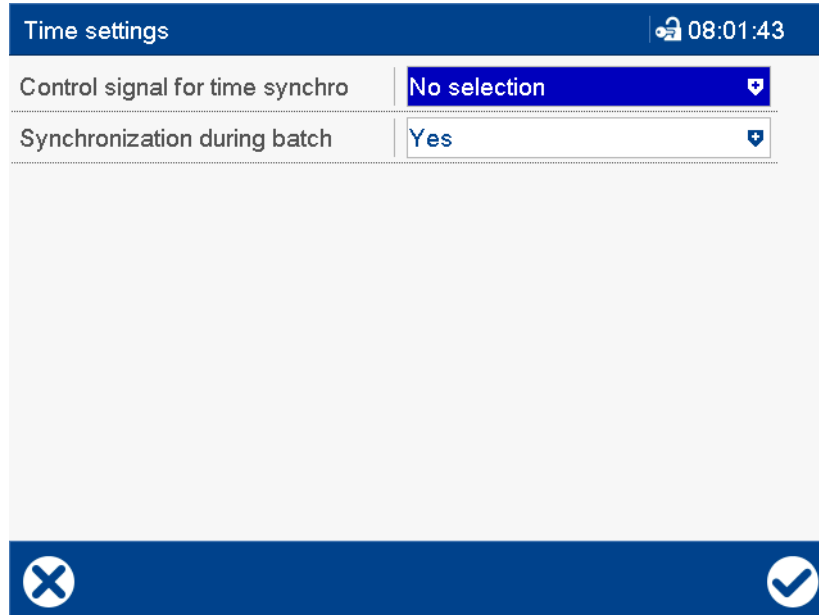 Time settings 08:01:43
Control signal for time synchro No selection
Synchronization during batch Yes